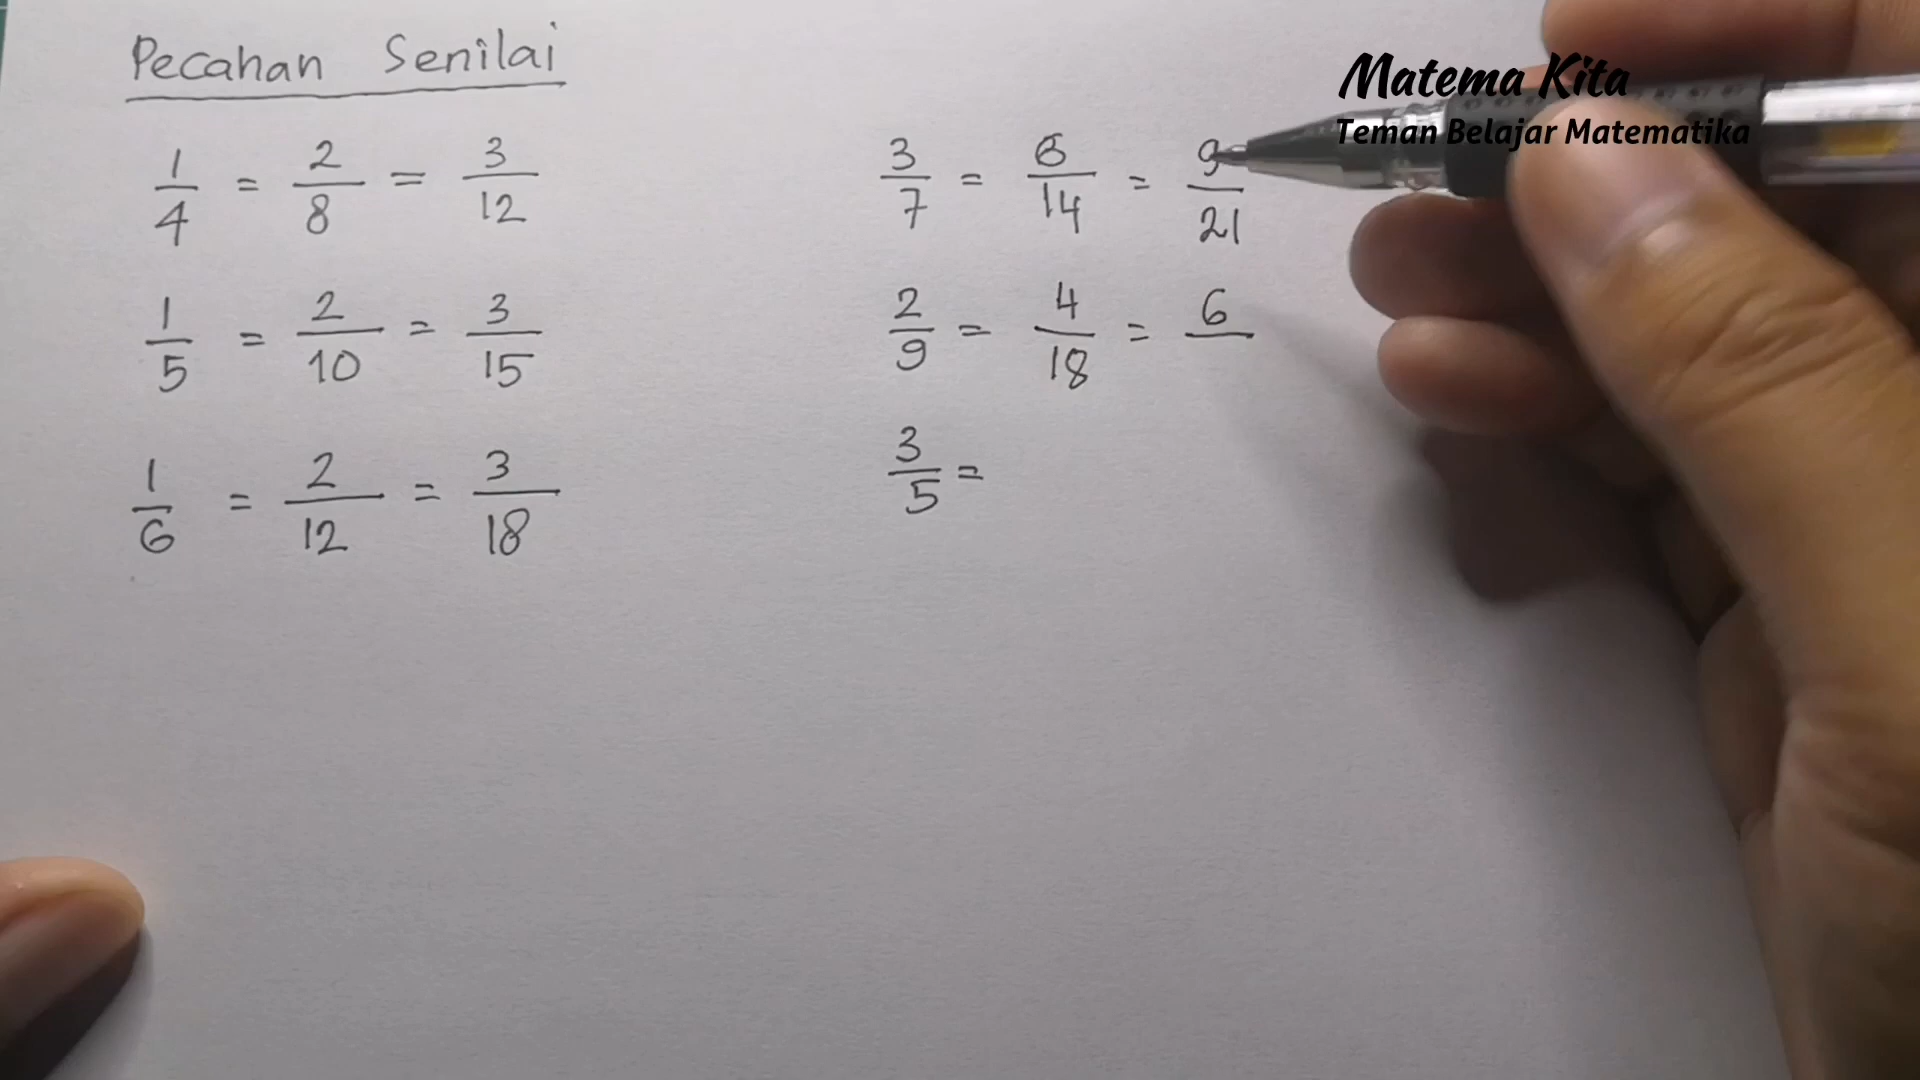 Pecahan Senilai
1/4 = 2/8 = 3/12
1/5 = 2/10 = 3/15
1/6 = 2/12 = 3/18
3/7 = 6/14 = 9/21
2/9 = 4/18 = 6/
3/5 =
Matema Kita
Teman Belajar Matematika